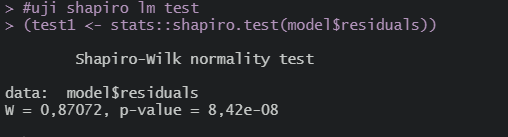 > #uji shapiro lm test
> (test1 <- stats::shapiro.test(model$residuals))
Shapiro-Wilk normality test
data:  model$residuals
W = 0,87072, p-value = 8,42e-08